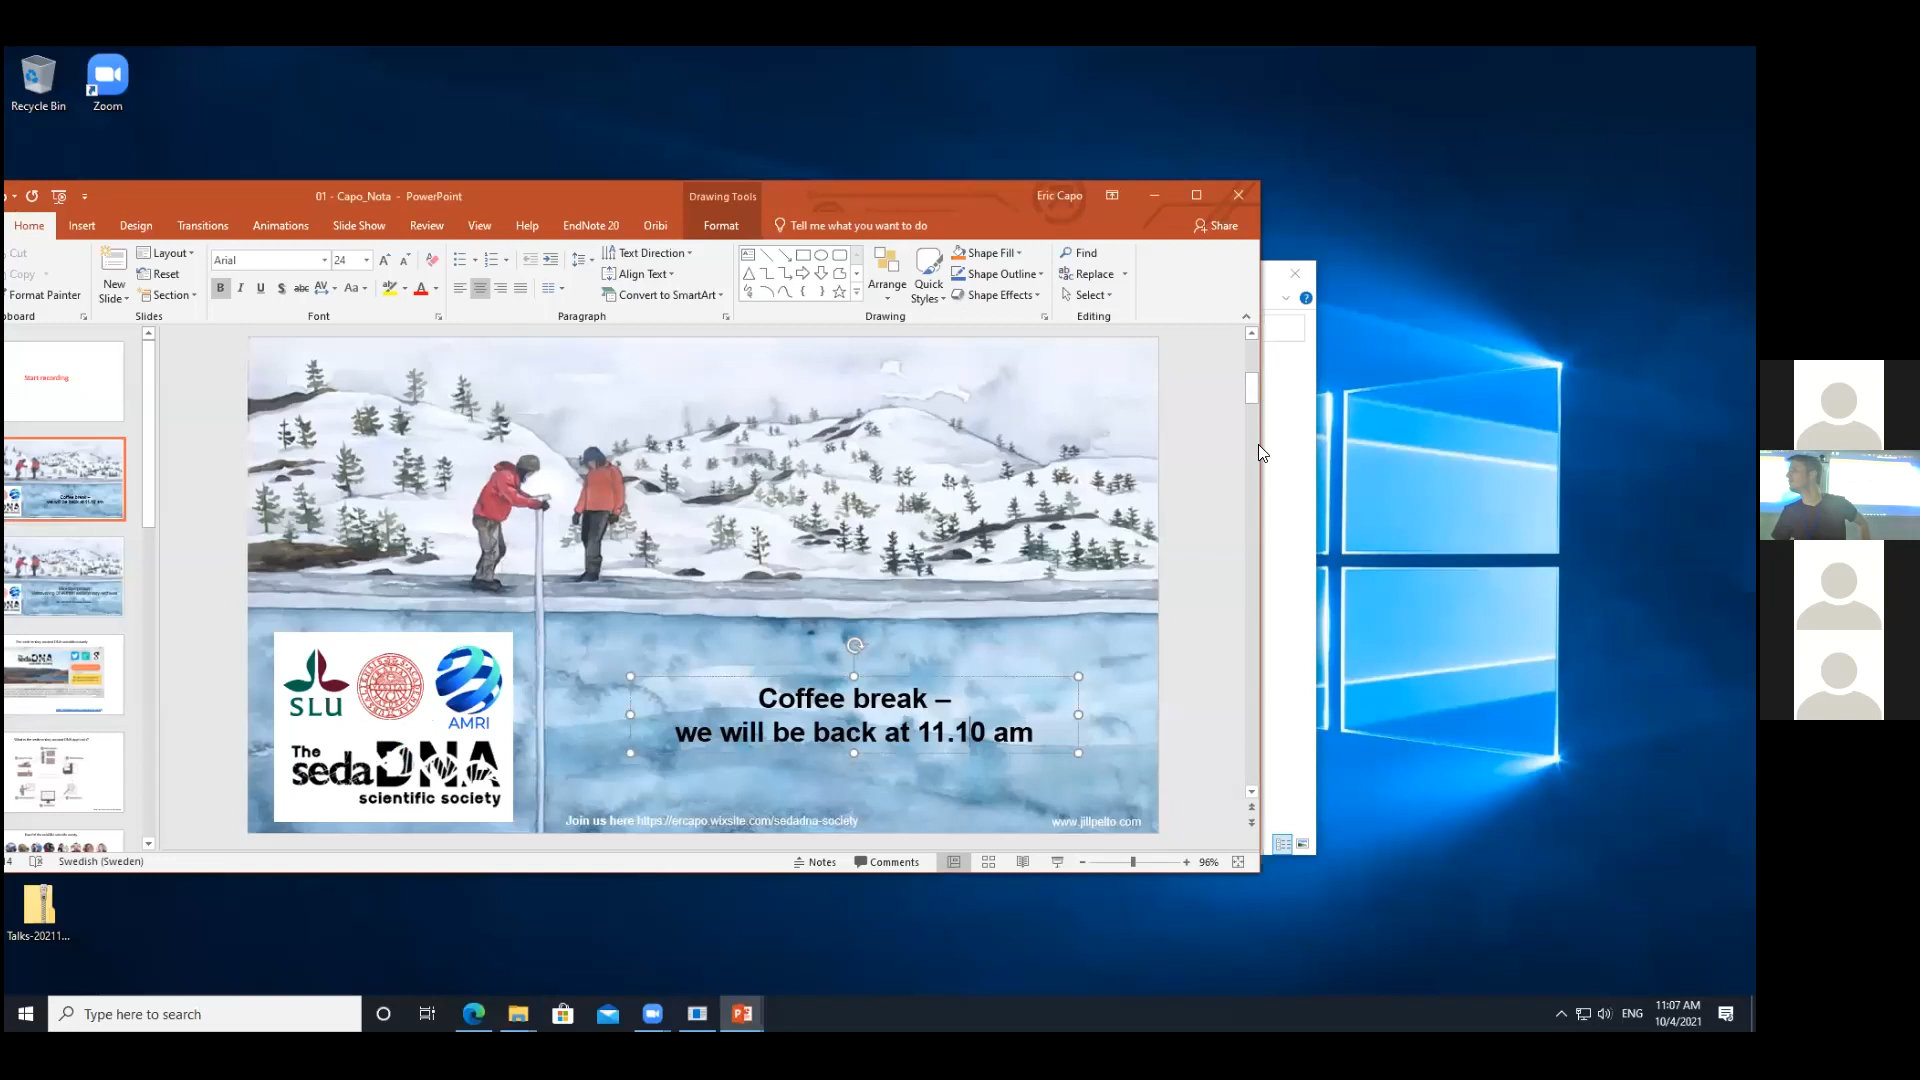 Recycle Bin
Zoom
01 - Capo_Nota - PowerPoint
Drawing Tools
Eric Capo
Home Insert Design Transitions Animations Slide Show Review View Help EndNote 20 Oribi Format Tell me what you want to do Share
Cut
Copy
Format Painter
New
Slide
Layout
Reset
Section
Arial 24
B I U S abc AV Aa A
Text Direction
Align Text
Convert to SmartArt
Arrange
Quick
Styles
Shape Fill
Shape Outline
Shape Effects
Find
Replace
Select
board Slides Font Paragraph Drawing Editing
Start recording
SLU
AMRI
The
sedaDNA
scientific society
Coffee break –
we will be back at 11.10 am
Join us here https://ercapo.wixsite.com/sedadna-society
www.jillpelto.com
14 Swedish (Sweden)
Notes Comments 96%
Talks-20211...
Type here to search
ENG
11:07 AM
10/4/2021